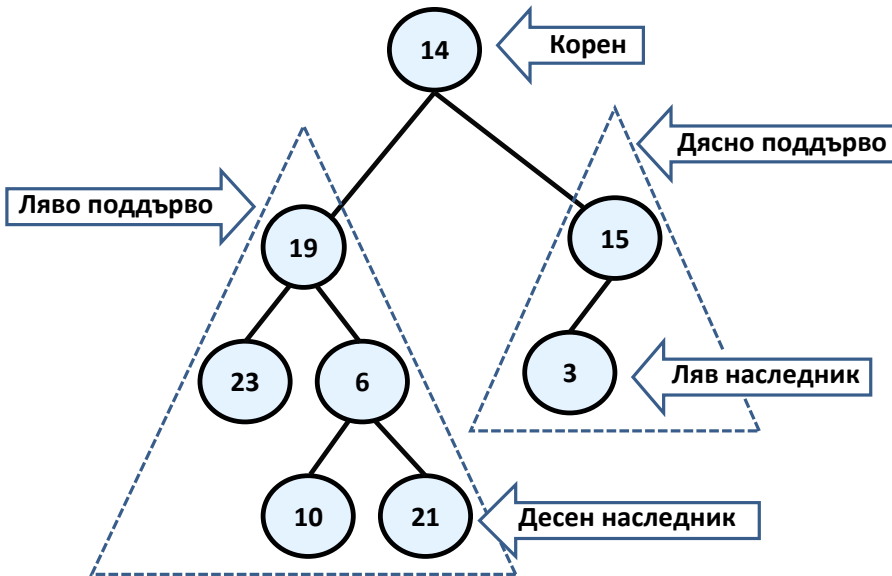 14
Корен
Дясно поддърво
Ляво поддърво
19
15
23
6
3
Ляв наследник
10
21
Десен наследник